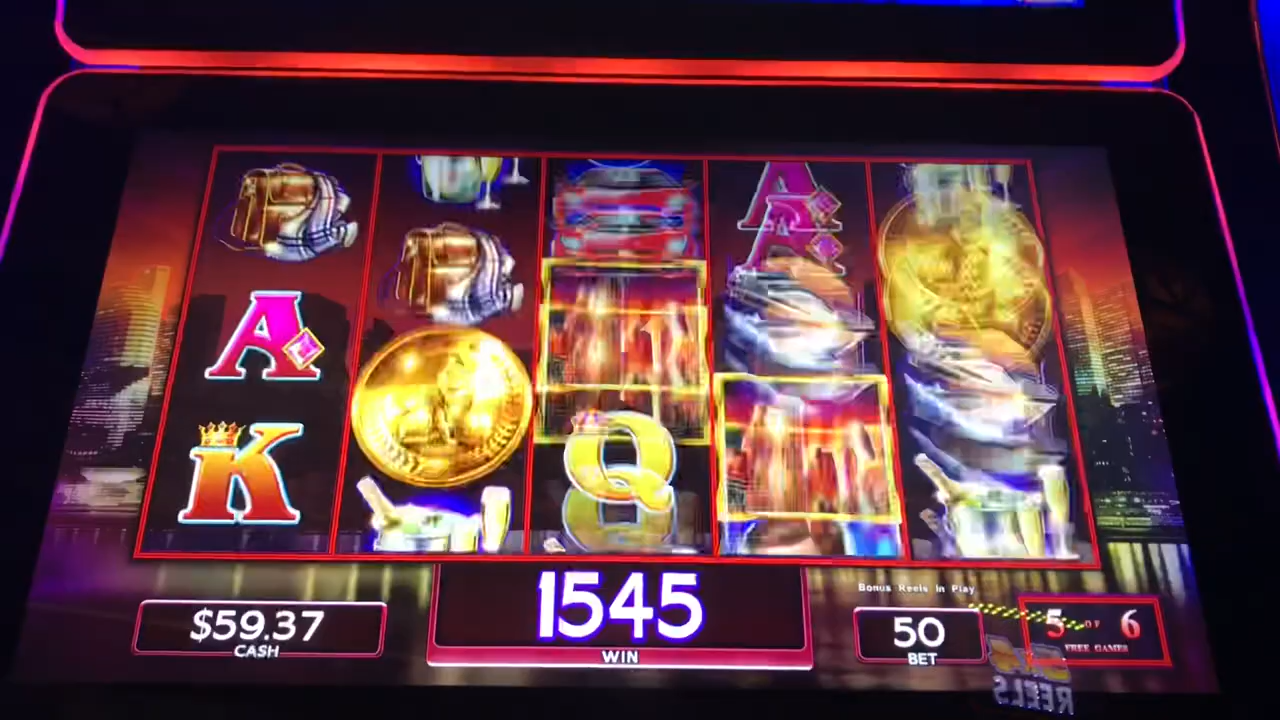 A
A
A
K
Q
$59.37
CASH
1545
WIN
Bonus Reels In Play
50
BET
5 OF 6
FREE GAMES
REELS